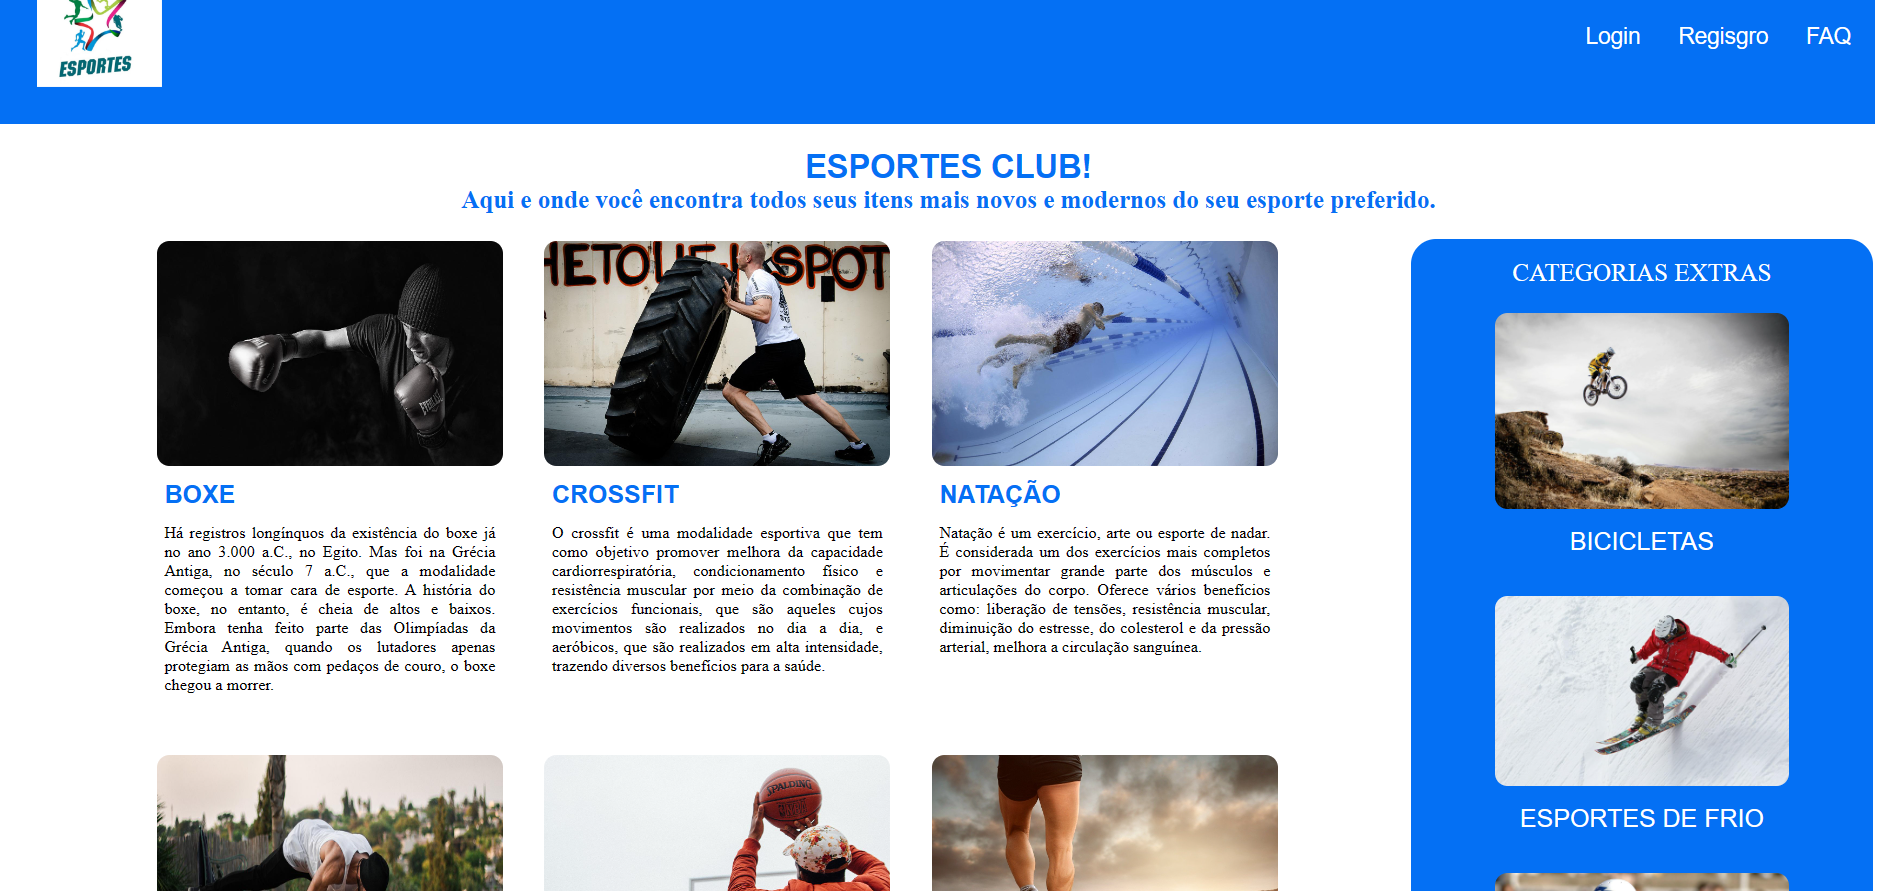 ESPORTES
Login Regisgro FAQ
ESPORTES CLUB!
Aqui e onde você encontra todos seus itens mais novos e modernos do seu esporte preferido.
SPOT
BOXE
Há registros longínquos da existência do boxe já
no ano 3.000 a.C., no Egito. Mas foi na Grécia
Antiga, no século 7 a.C., que a modalidade
começou a tomar cara de esporte. A história do
boxe, no entanto, é cheia de altos e baixos.
Embora tenha feito parte das Olimpíadas da
Grécia Antiga, quando os lutadores apenas
protegiam as mãos com pedaços de couro, o boxe
chegou a morrer.
CROSSFIT
O crossfit é uma modalidade esportiva que tem
como objetivo promover melhora da capacidade
cardiorrespiratória, condicionamento físico e
resistência muscular por meio da combinação de
exercícios funcionais, que são aqueles cujos
movimentos são realizados no dia a dia, e
aeróbicos, que são realizados em alta intensidade,
trazendo diversos benefícios para a saúde.
NATAÇÃO
Natação é um exercício, arte ou esporte de nadar.
É considerada um dos exercícios mais completos
por movimentar grande parte dos músculos e
articulações do corpo. Oferece vários benefícios
como: liberação de tensões, resistência muscular,
diminuição do estresse, do colesterol e da pressão
arterial, melhora a circulação sanguínea.
SPALDING
CATEGORIAS EXTRAS
BICICLETAS
ESPORTES DE FRIO